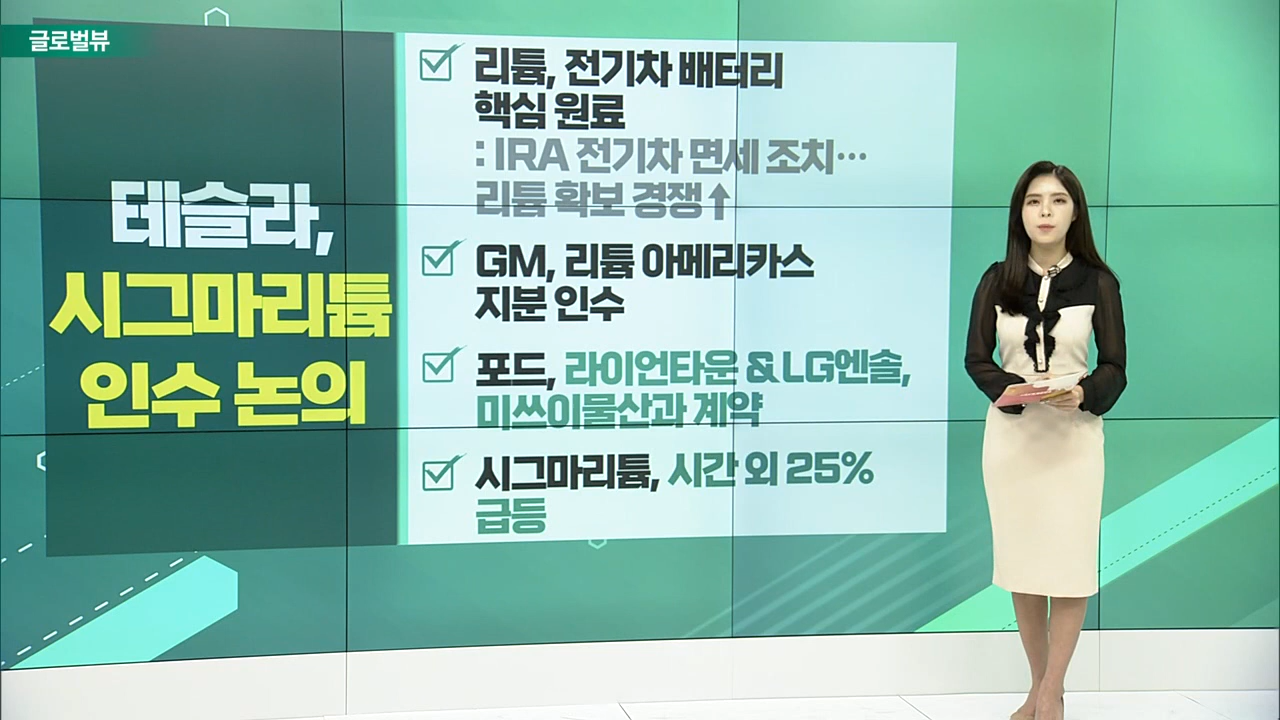 글로벌뷰
테슬라,
시그마리튬
인수 논의
리튬, 전기차 배터리
핵심 원료
: IRA 전기차 면세 조치…
리튬 확보 경쟁↑
GM, 리튬 아메리카스
지분 인수
포드, 라이언타운 & LG엔솔,
미쓰이물산과 계약
시그마리튬, 시간 외 25%
급등